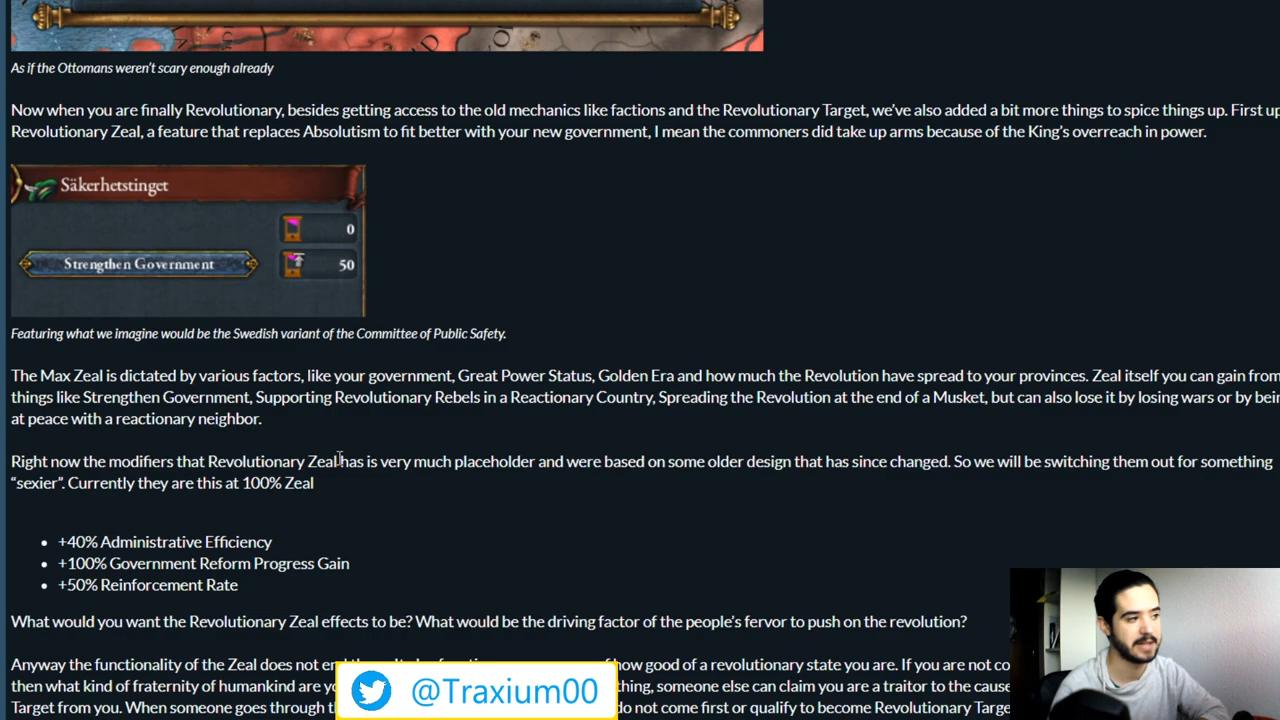 As if the Ottomans weren't scary enough already
Now when you are finally Revolutionary, besides getting access to the old mechanics like factions and the Revolutionary Target, we've also added a bit more things to spice things up. First up
Revolutionary Zeal, a feature that replaces Absolutism to fit better with your new government, I mean the commoners did take up arms because of the King's overreach in power.
Säkerhetstinget
0
Strengthen Government
50
Featuring what we imagine would be the Swedish variant of the Committee of Public Safety.
The Max Zeal is dictated by various factors, like your government, Great Power Status, Golden Era and how much the Revolution have spread to your provinces. Zeal itself you can gain from
things like Strengthen Government, Supporting Revolutionary Rebels in a Reactionary Country, Spreading the Revolution at the end of a Musket, but can also lose it by losing wars or by
at peace with a reactionary neighbor.
Right now the modifiers that Revolutionary Zeal has is very much placeholder and were based on some older design that has since changed. So we will be switching them out for something
“sexier”. Currently they are this at 100% Zeal
+40% Administrative Efficiency
+100% Government Reform Progress Gain
+50% Reinforcement Rate
What would you want the Revolutionary Zeal effects to be? What would be the driving factor of the people's fervor to push on the revolution?
Anyway the functionality of the Zeal does not how good of a revolutionary state you are. If you are not
then what kind of fraternity of humankind are someone else can claim you are a traitor to the cause
Target from you. When someone goes through do not come first or qualify to become Revolutionary
@Traxium00